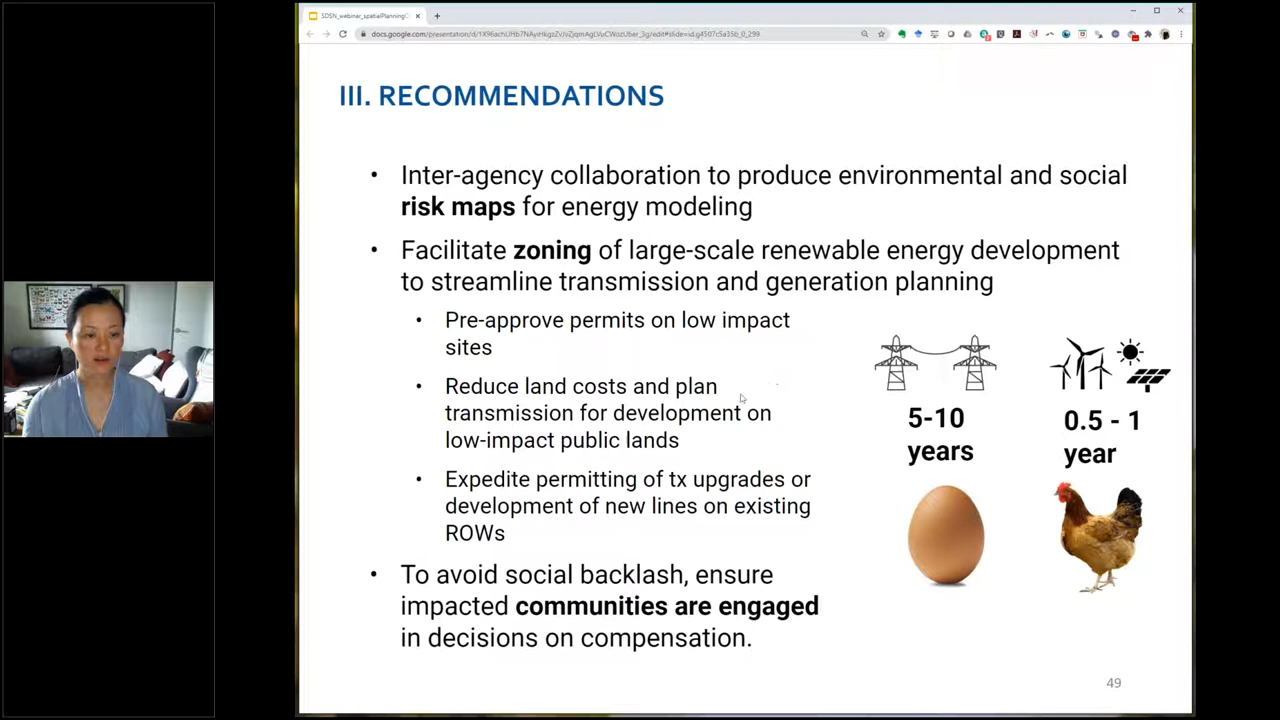 SDSN_webinar_spatialPlanning
III. RECOMMENDATIONS
• Inter-agency collaboration to produce environmental and social
risk maps for energy modeling
• Facilitate zoning of large-scale renewable energy development
to streamline transmission and generation planning
• Pre-approve permits on low impact
sites
• Reduce land costs and plan
transmission for development on
low-impact public lands
• Expedite permitting of tx upgrades or
development of new lines on existing
ROWs
• To avoid social backlash, ensure
impacted communities are engaged
in decisions on compensation.
5-10
years
0.5 - 1
year
49